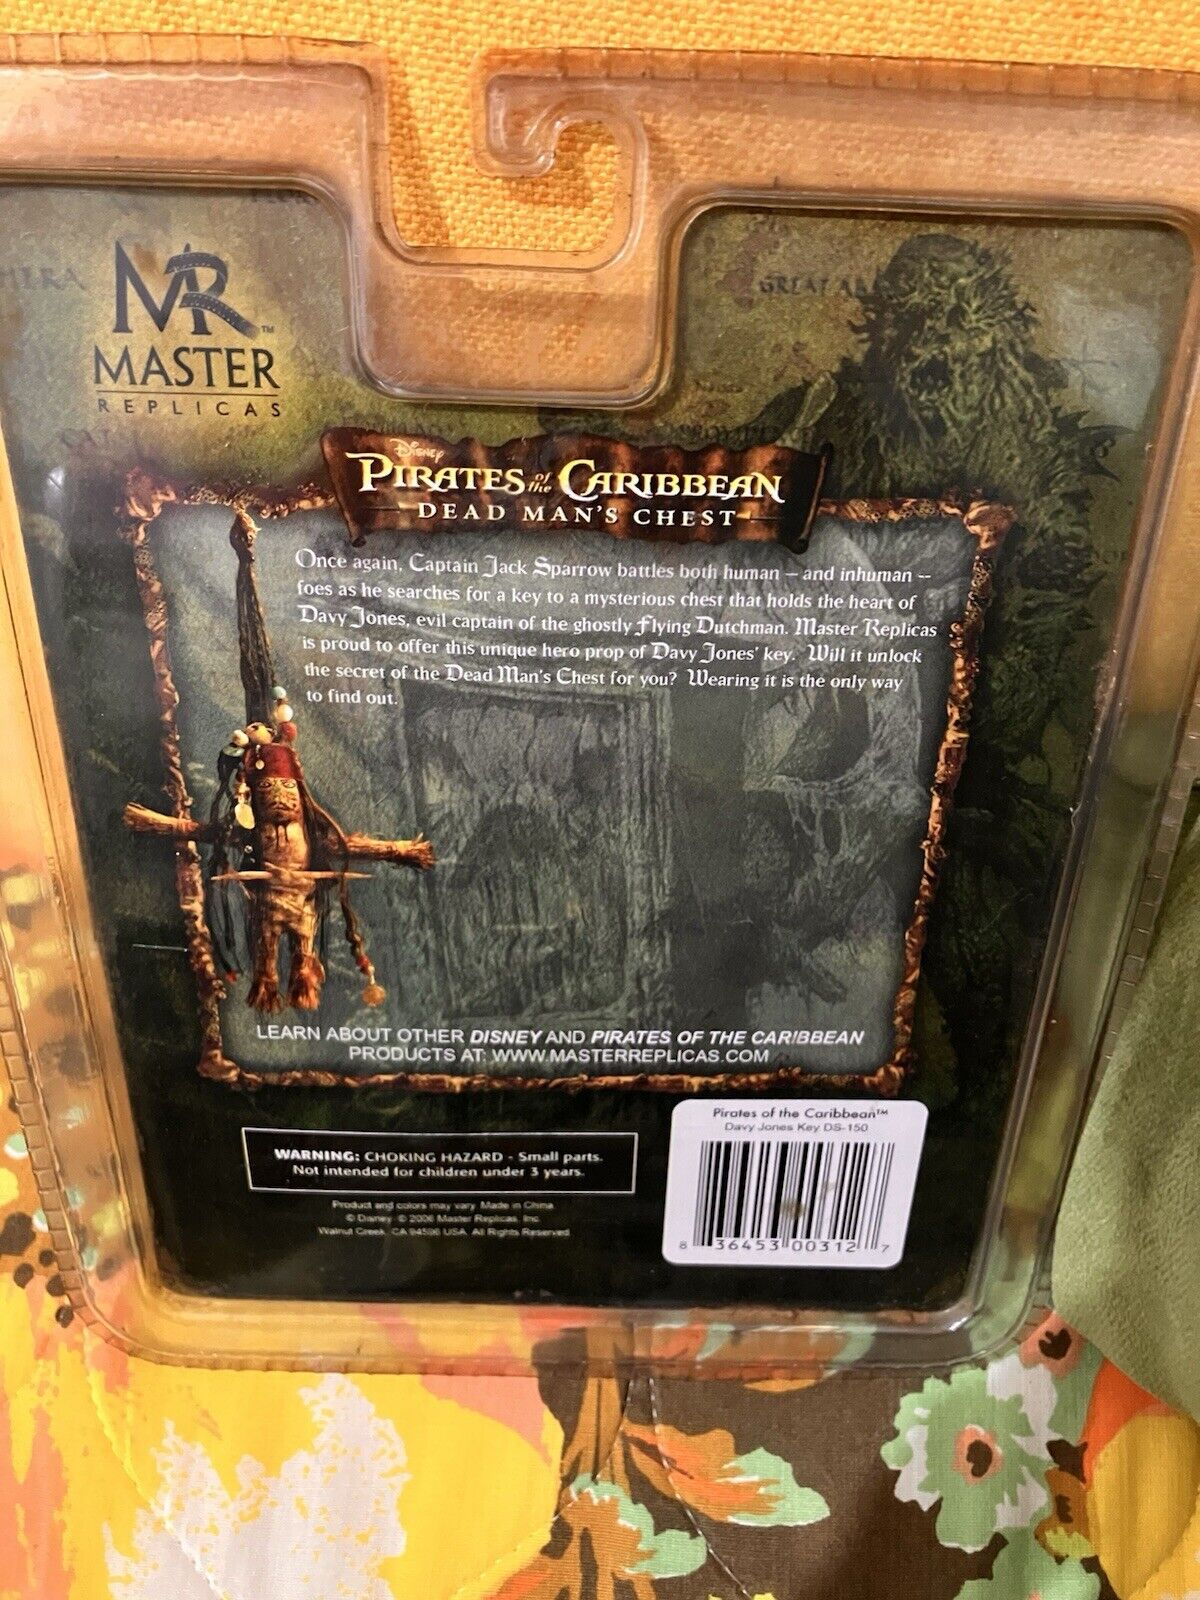 MR™
MASTER
REPLICAS
GREAT
Disney
PIRATES of the CARIBBEAN
DEAD MAN'S CHEST
Once again, Captain Jack Sparrow battles both human – and inhuman --
foes as he searches for a key to a mysterious chest that holds the heart of
Davy Jones, evil captain of the ghostly Flying Dutchman. Master Replicas
is proud to offer this unique hero prop of Davy Jones' key. Will it unlock
the secret of the Dead Man's Chest for you? Wearing it is the only way
to find out.
LEARN ABOUT OTHER DISNEY AND PIRATES OF THE CARIBBEAN
PRODUCTS AT: WWW.MASTERREPLICAS.COM
WARNING: CHOKING HAZARD - Small parts.
Not intended for children under 3 years.
Product and colors may vary. Made in China.
© Disney. © 2006 Master Replicas, Inc.
Walnut Creek, CA 94596 USA. All Rights Reserved.
Pirates of the Caribbean™
Davy Jones Key DS-150
8 36453 00312 7